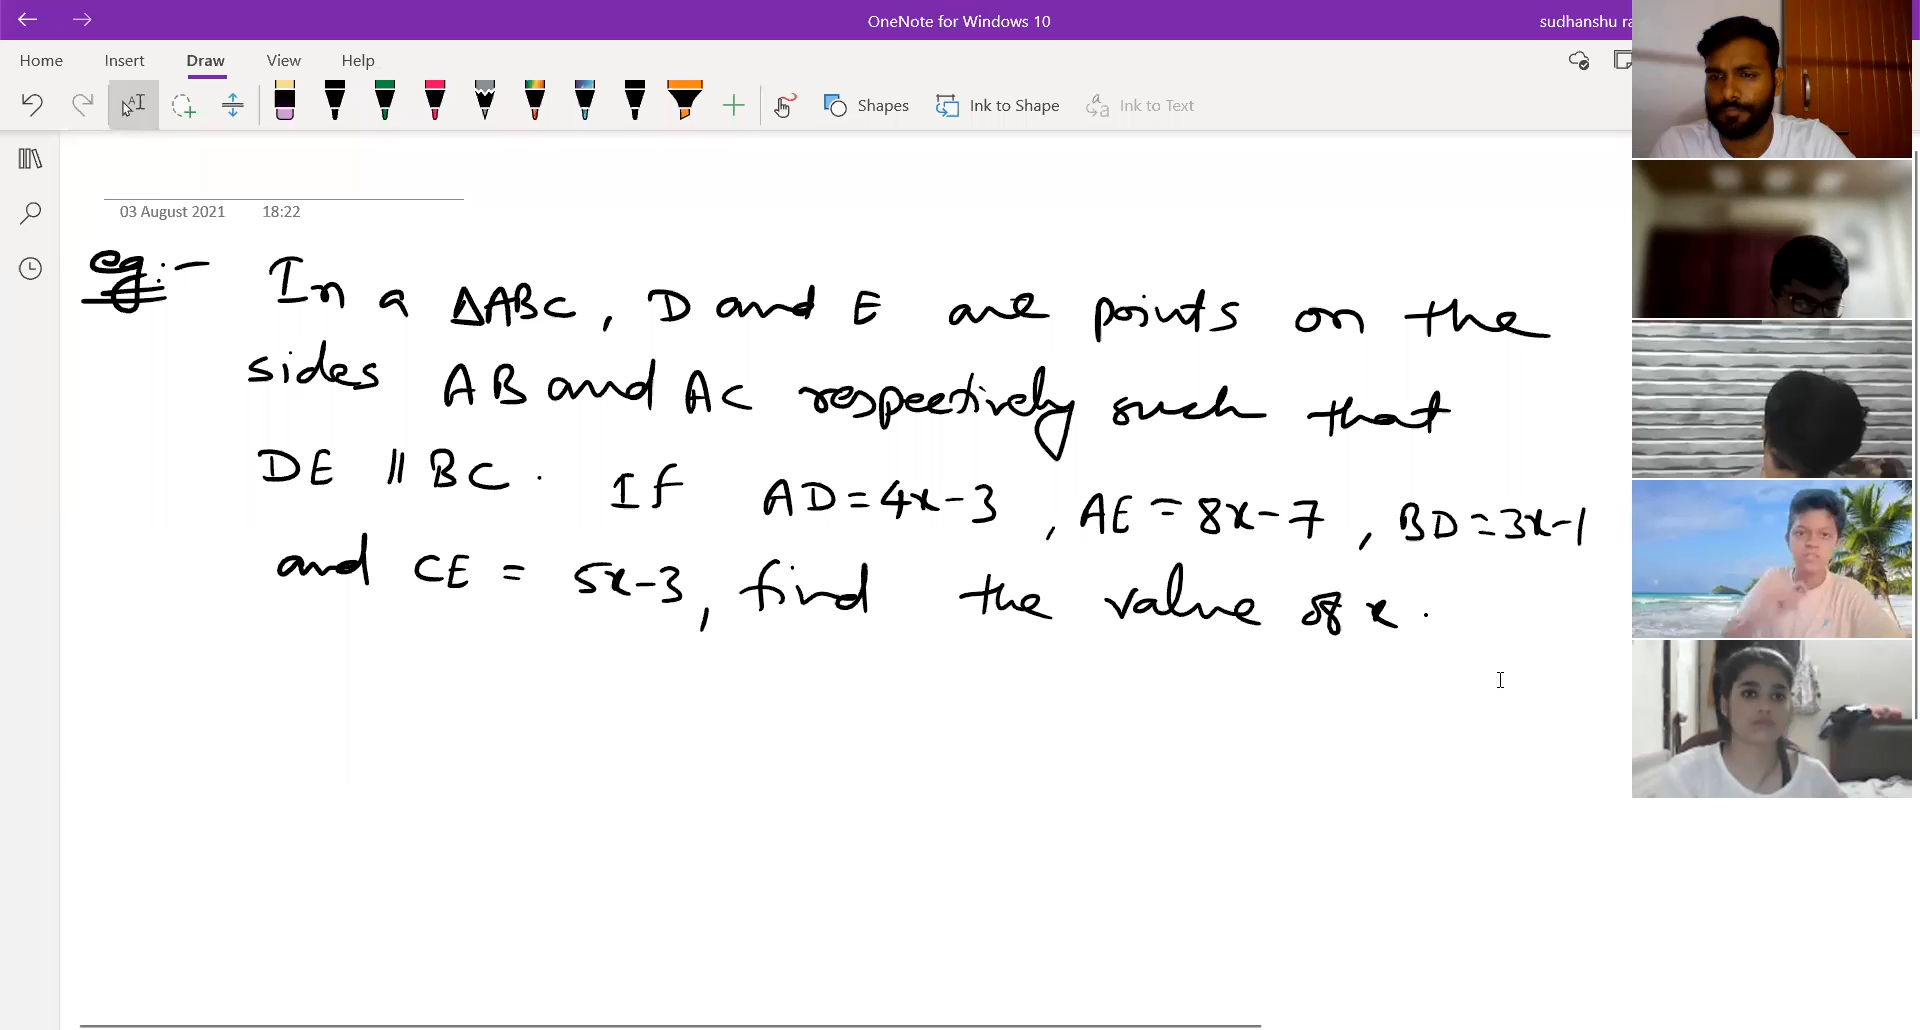 OneNote for Windows 10
Home Insert Draw View Help
Shapes Ink to Shape Ink to Text
03 August 2021 18:22
eg:- In a ΔABC, D and E are points on the
sides AB and AC respectively such that
DE || BC. If AD = 4x-3, AE = 8x-7, BD = 3x-1
and CE = 5x-3, find the value of x.